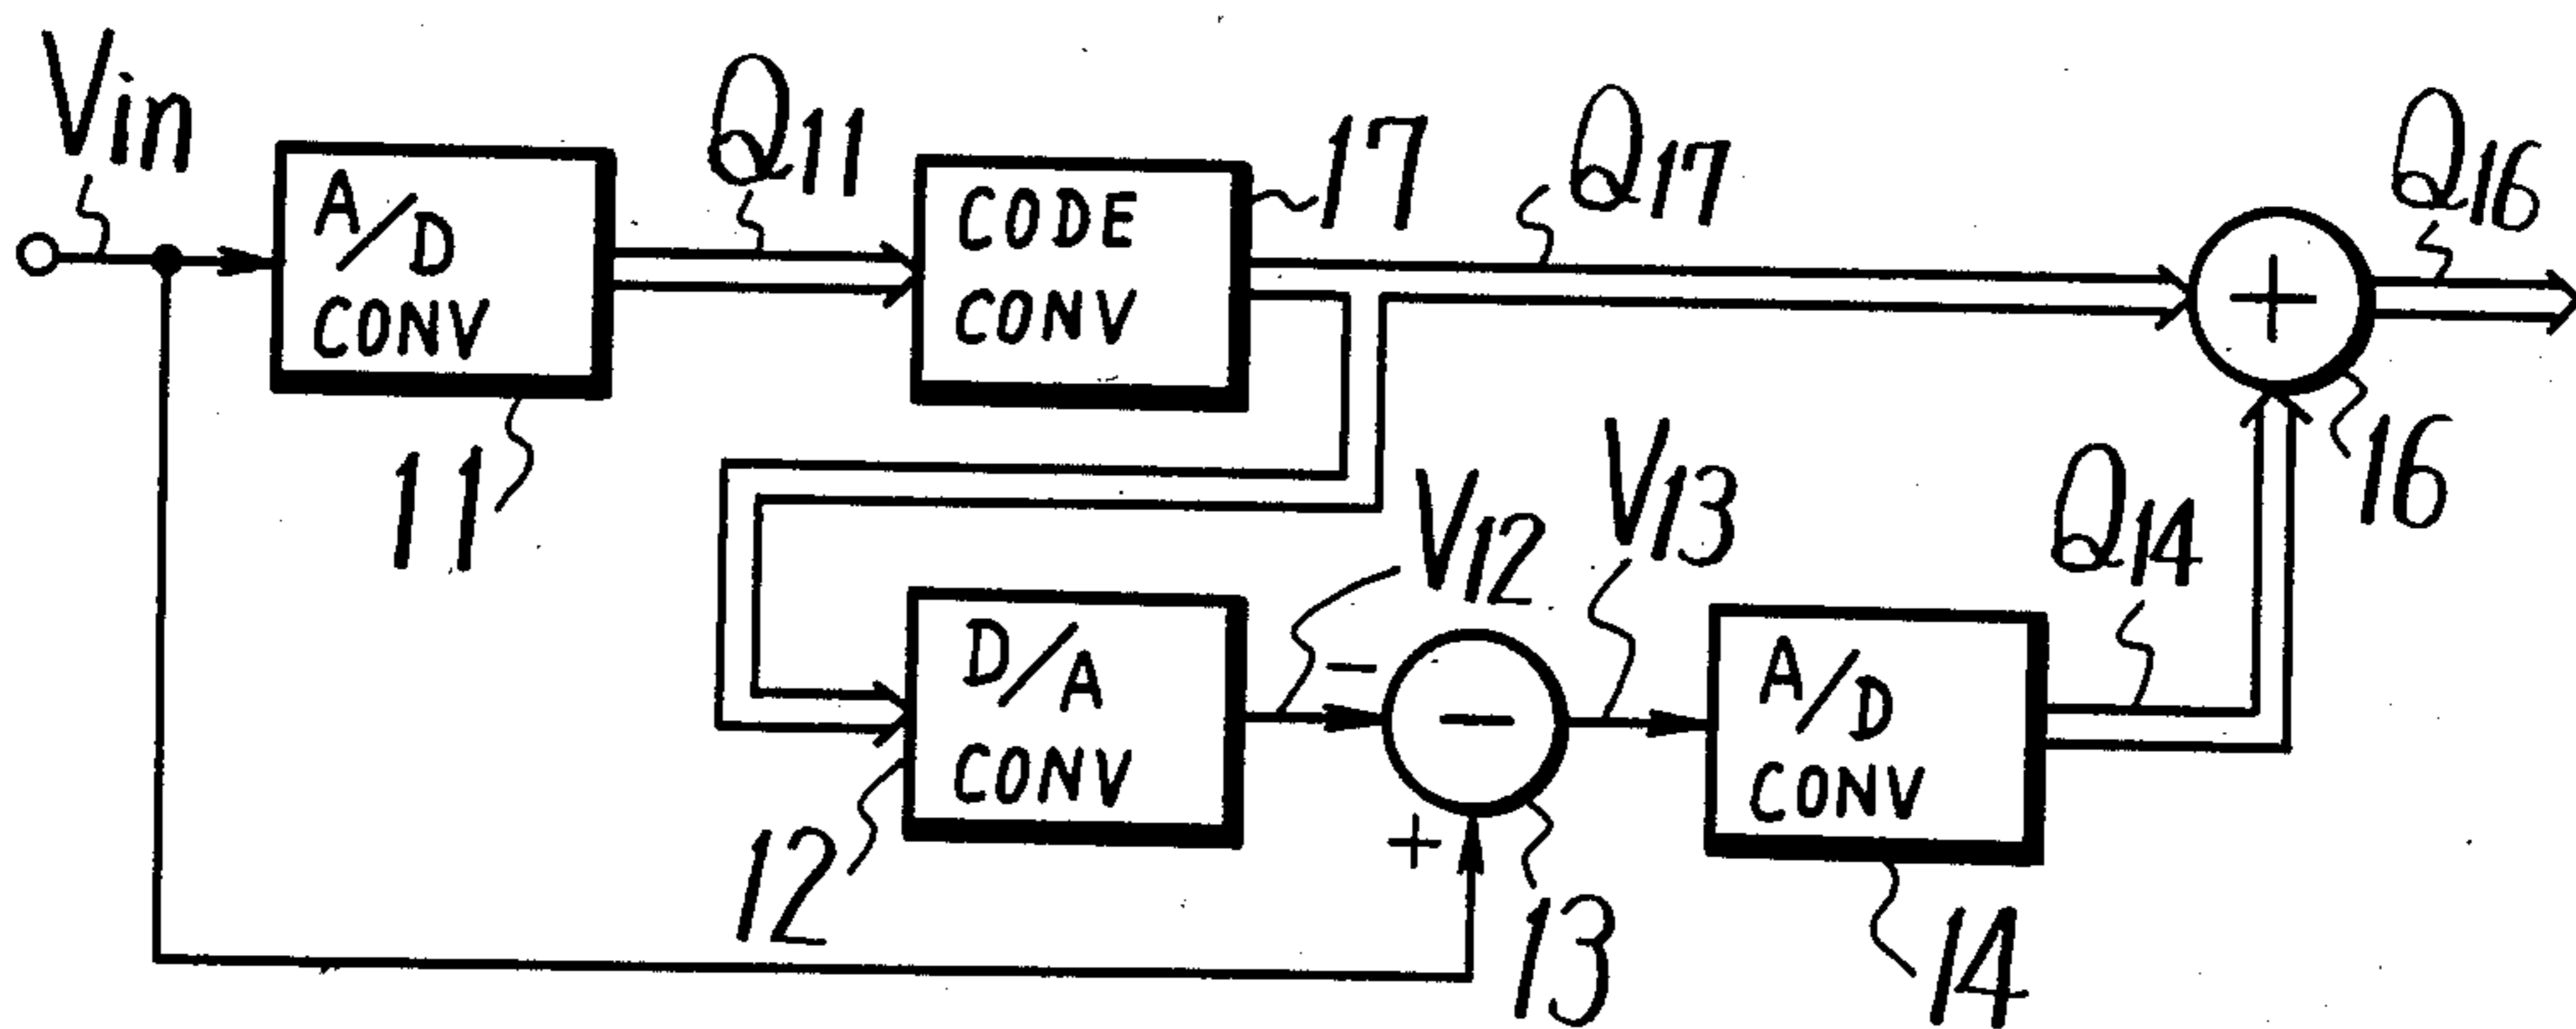 Vin
A/D
CONV
11
Q11
CODE
CONV
17
Q17
Q16
+
16
D/A
CONV
12
V12
−
−
+
13
V13
A/D
CONV
14
Q14